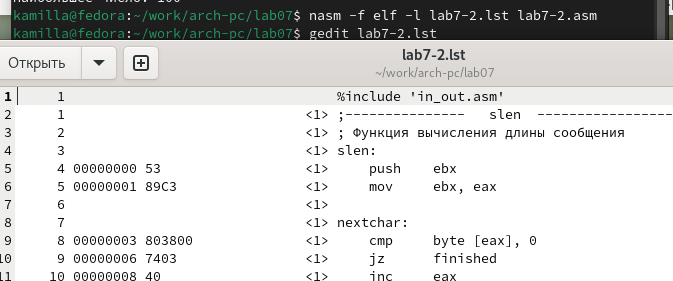 kamilla@fedora:~/work/arch-pc/lab07$ nasm -f elf -l lab7-2.lst lab7-2.asm
kamilla@fedora:~/work/arch-pc/lab07$ gedit lab7-2.lst
Открыть
lab7-2.lst
~/work/arch-pc/lab07
1 1 %include 'in_out.asm'
2 1 <1> ;--------------- slen -----------------
3 2 <1> ; Функция вычисления длины сообщения
4 3 <1> slen:
5 4 00000000 53 <1> push ebx
6 5 00000001 89C3 <1> mov ebx, eax
7 6 <1>
8 7 <1> nextchar:
9 8 00000003 803800 <1> cmp byte [eax], 0
10 9 00000006 7403 <1> jz finished
11 10 00000008 40 <1> inc eax